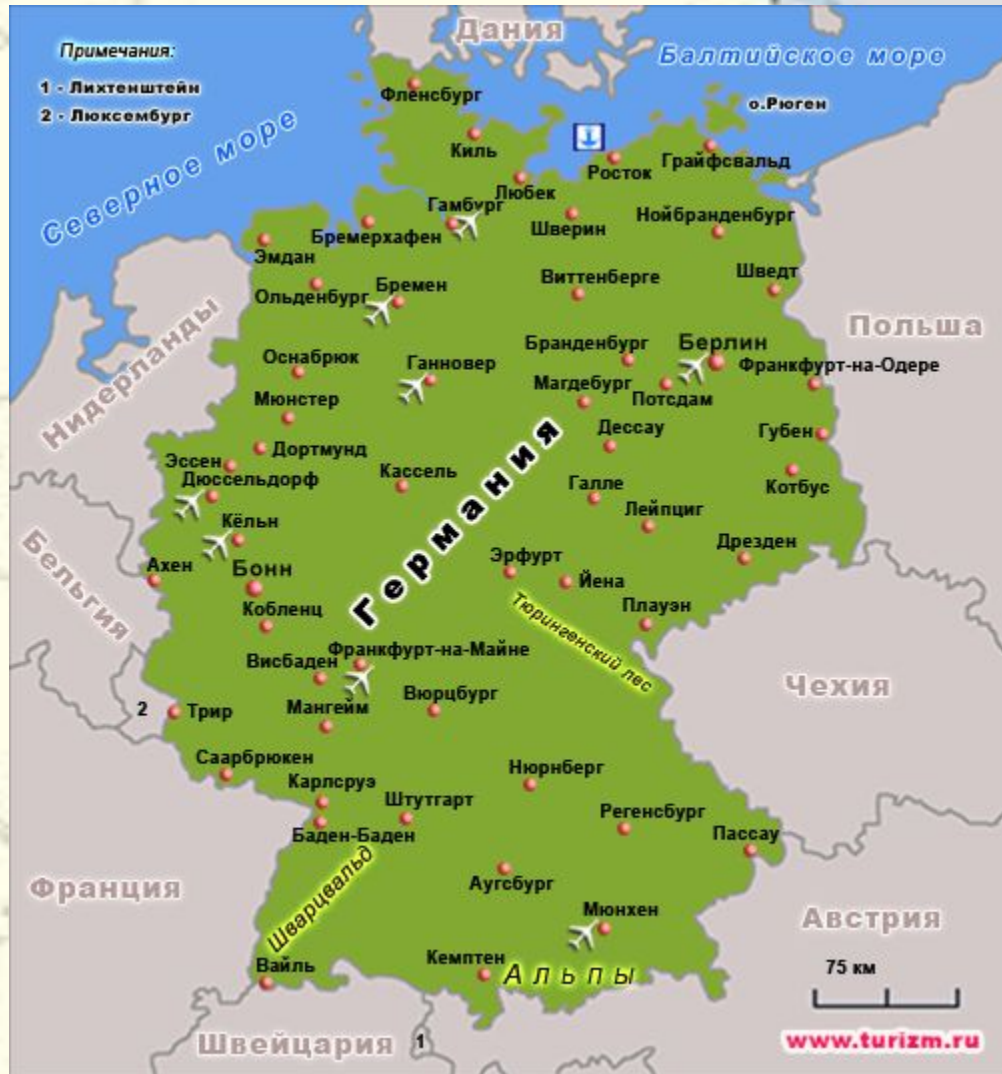 Дания
Примечания:
Балтийское море
1 - Лихтенштейн
2 - Люксембург
Фленсбург
о.Рюген
Северное море
Киль
Росток
Грайфсвальд
Любек
Гамбург
Шверин
Нойбранденбург
Бремерхафен
Эмдан
Ольденбург
Бремен
Виттенберге
Шведт
Польша
Нидерланды
Оснабрюк
Ганновер
Бранденбург
Берлин
Франкфурт-на-Одере
Магдебург
Потсдам
Мюнстер
Дессау
Губен
Дортмунд
Эссен
Дюссельдорф
Кассель
Германия
Галле
Котбус
Лейпциг
Кёльн
Бельгия
Ахен
Бонн
Эрфурт
Йена
Дрезден
Кобленц
Плауэн
Тюрингенский лес
Франкфурт-на-Майне
Висбаден
Чехия
2
Трир
Мангейм
Вюрцбург
Саарбрюкен
Карлсруэ
Нюрнберг
Штутгарт
Регенсбург
Баден-Баден
Пассау
Франция
Шварцвальд
Аугсбург
Мюнхен
Австрия
Вайль
Кемптен
Альпы
75 км
Швейцария
1
www.turizm.ru